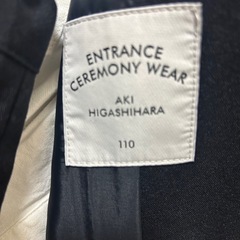 ENTRANCE
CEREMONY WEAR
AKI
HIGASHIHARA
110